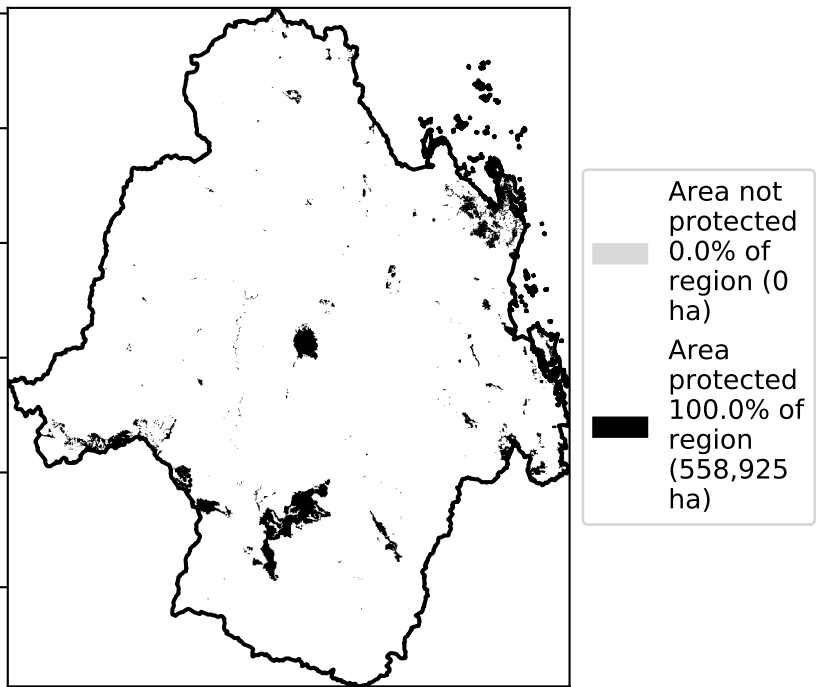 Area not
protected
0.0% of
region (0
ha)
Area
protected
100.0% of
region
(558,925
ha)